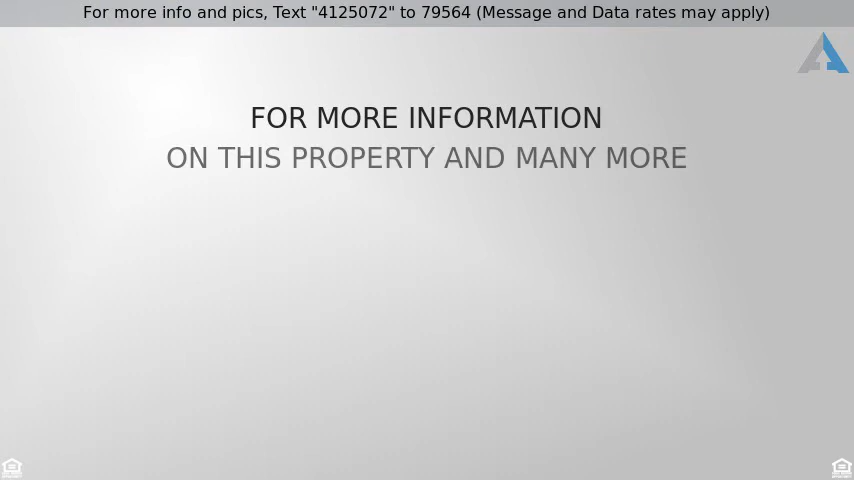 For more info and pics, Text "4125072" to 79564 (Message and Data rates may apply)
FOR MORE INFORMATION
ON THIS PROPERTY AND MANY MORE